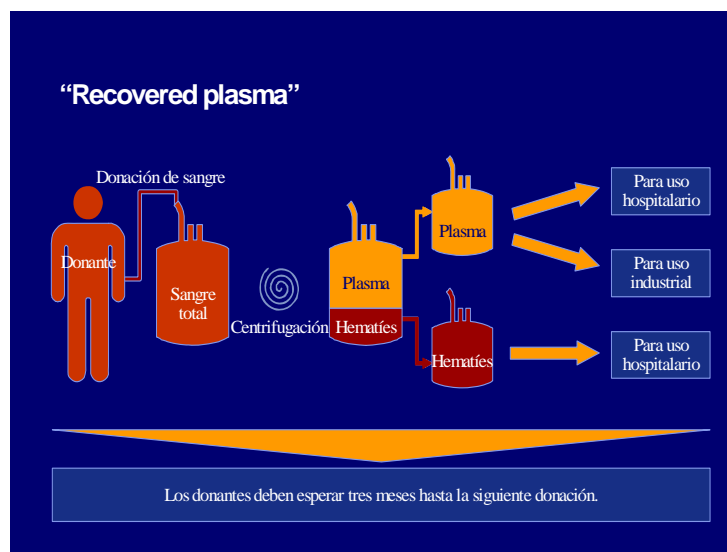 “Recovered plasma”
Donación de sangre
Donante
Sangre
total
Centrifugación
Plasma
Hematíes
Plasma
Hematíes
Para uso
hospitalario
Para uso
industrial
Para uso
hospitalario
Los donantes deben esperar tres meses hasta la siguiente donación.